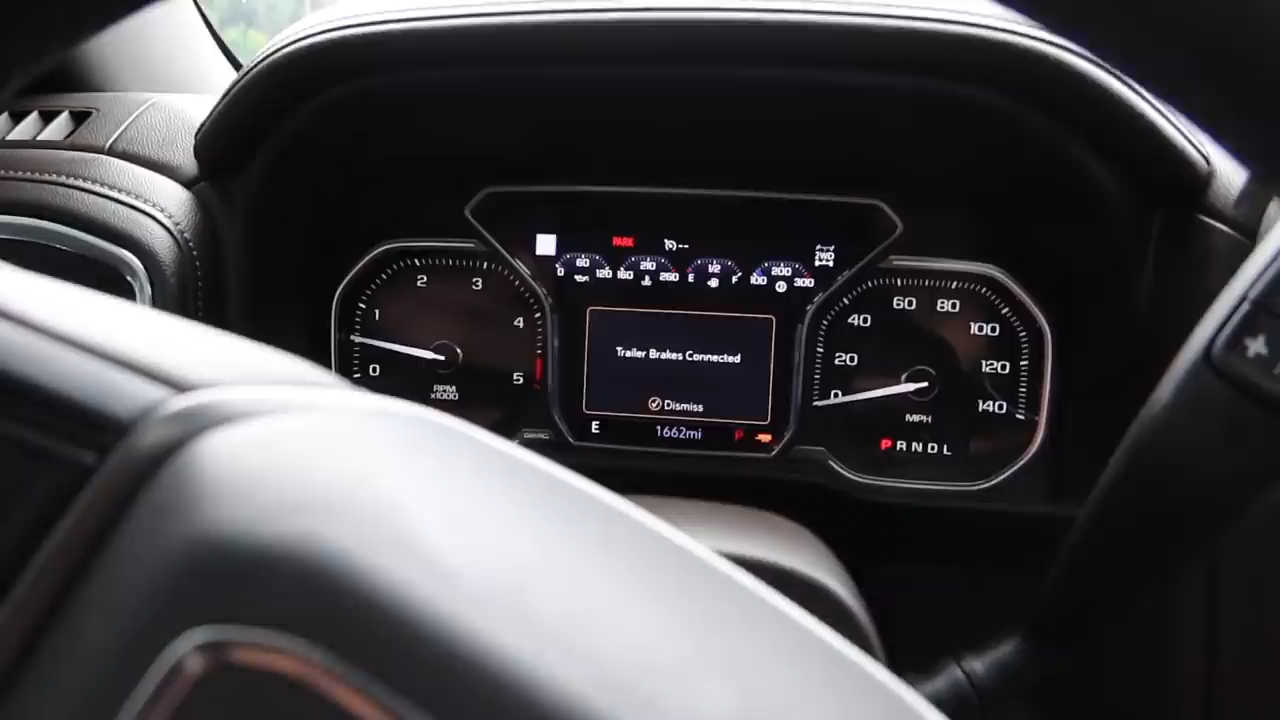 PARK --
60
0 120
210
160 260
1/2
E F
200
100 300
2WD
0 1 2 3 4 5
RPM
x1000
Trailer Brakes Connected
Dismiss
E 1662mi P
0 20 40 60 80 100 120 140
MPH
P R N D L